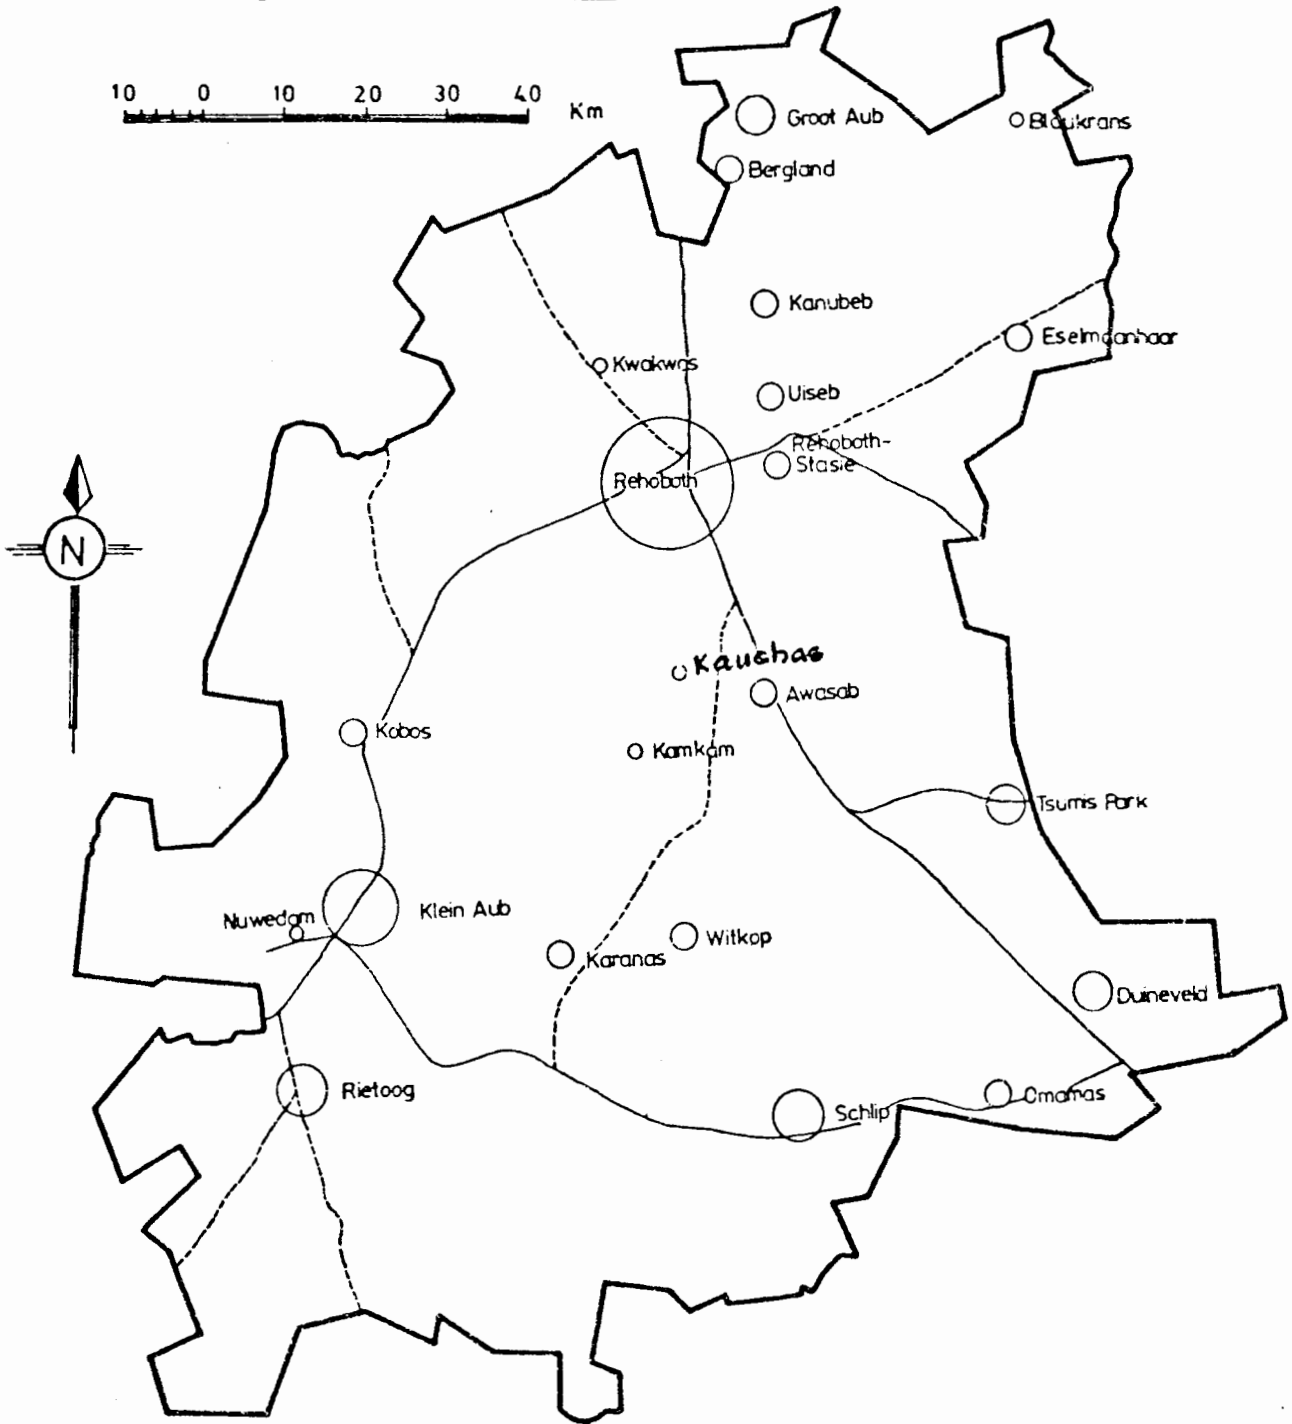 10 0 10 20 30 40 Km
Groot Aub
Blaukrans
Bergland
Kanubeb
Eselmaanhaar
Kwakwas
Uiseb
Rehoboth-
Stasie
Rehoboth
N
Kauchas
Awasab
Kobos
Kamkam
Tsumis Park
Klein Aub
Nuwedam
Witkop
Karanas
Duineveld
Rietoog
Omamas
Schlip